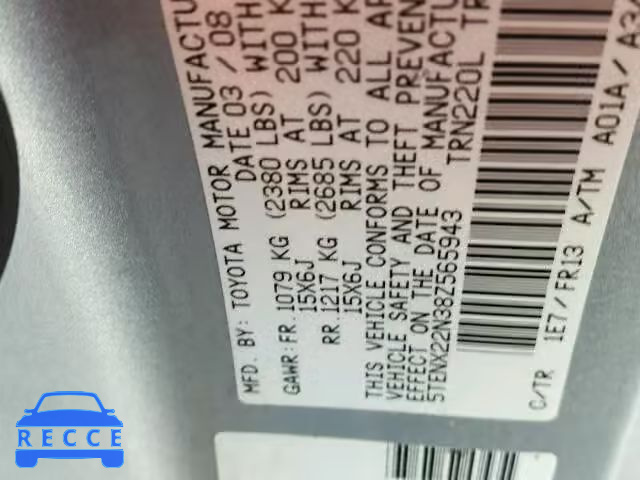 MFD. BY: TOYOTA MOTOR MANUFACTU
DATE 03 / 08
GAWR:FR. 1079 KG (2380 LBS) WITH
15X6J RIMS AT 200 K
RR. 1217 KG (2685 LBS) WITH
15X6J RIMS AT 220 K
THIS VEHICLE CONFORMS TO ALL AP
VEHICLE SAFETY AND THEFT PREVEN
EFFECT ON THE DATE OF MANUFACTU
5TENX22N38Z565943 TRN220L TR
C/TR 1E7/FR13 A/TM A01A/A24
RECCE